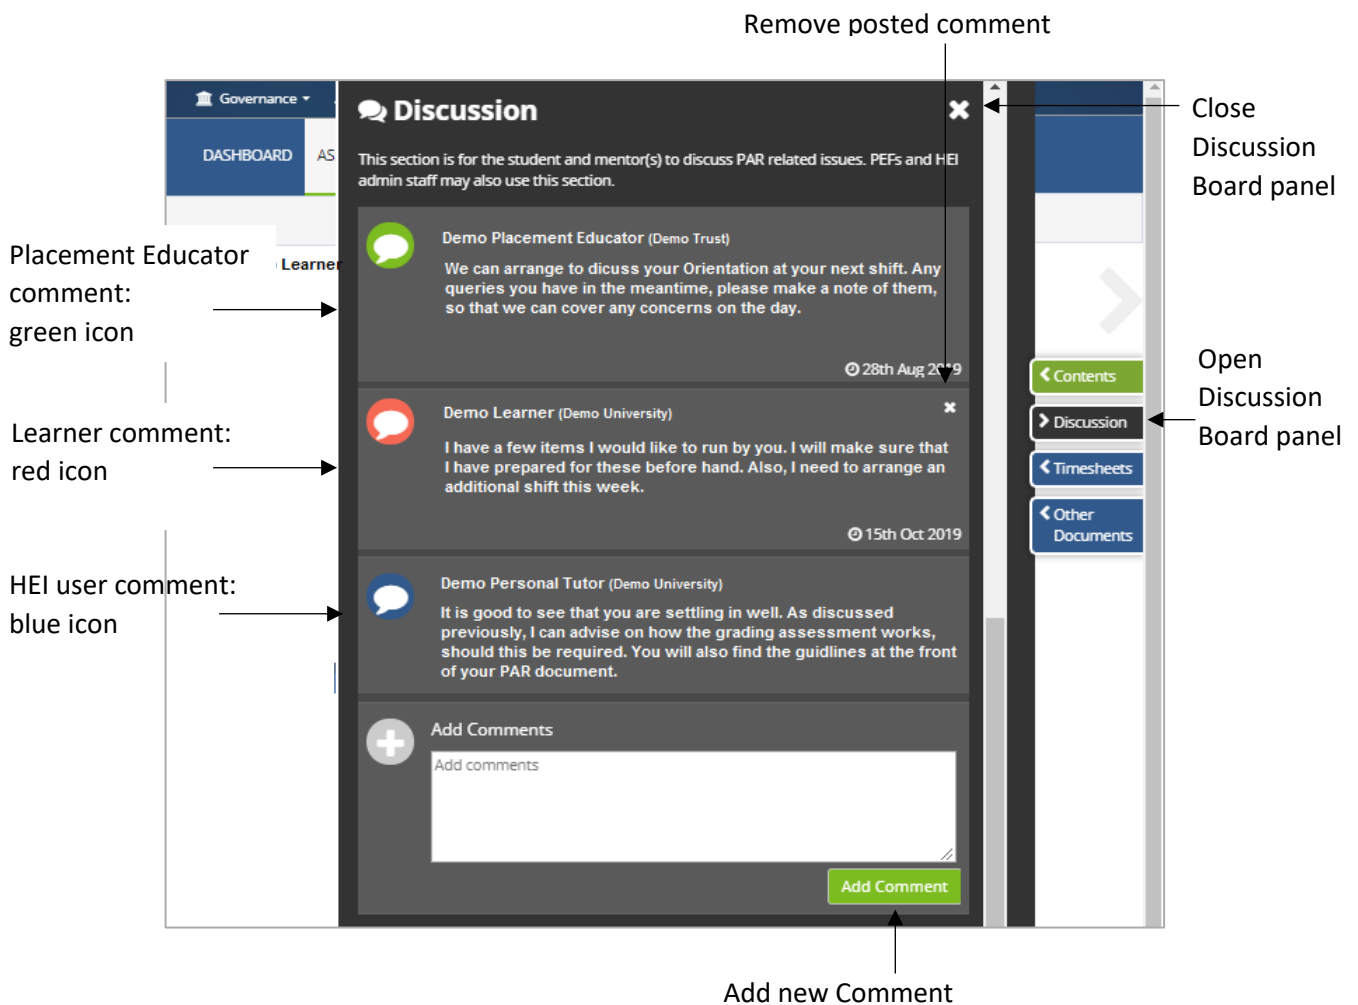 Remove posted comment
Governance
Discussion
Close
Discussion
Board panel
DASHBOARD
AS
This section is for the student and mentor(s) to discuss PAR related issues. PEFs and HEI
admin staff may also use this section.
Placement Educator
comment:
green icon
Learner
Demo Placement Educator (Demo Trust)
We can arrange to dicuss your Orientation at your next shift. Any
queries you have in the meantime, please make a note of them,
so that we can cover any concerns on the day.
28th Aug 2019
Contents
Discussion
Timesheets
Other
Documents
Open
Discussion
Board panel
Learner comment:
red icon
Demo Learner (Demo University)
I have a few items I would like to run by you. I will make sure that
I have prepared for these before hand. Also, I need to arrange an
additional shift this week.
15th Oct 2019
HEI user comment:
blue icon
Demo Personal Tutor (Demo University)
It is good to see that you are settling in well. As discussed
previously, I can advise on how the grading assessment works,
should this be required. You will also find the guidlines at the front
of your PAR document.
Add Comments
Add comments
Add Comment
Add new Comment